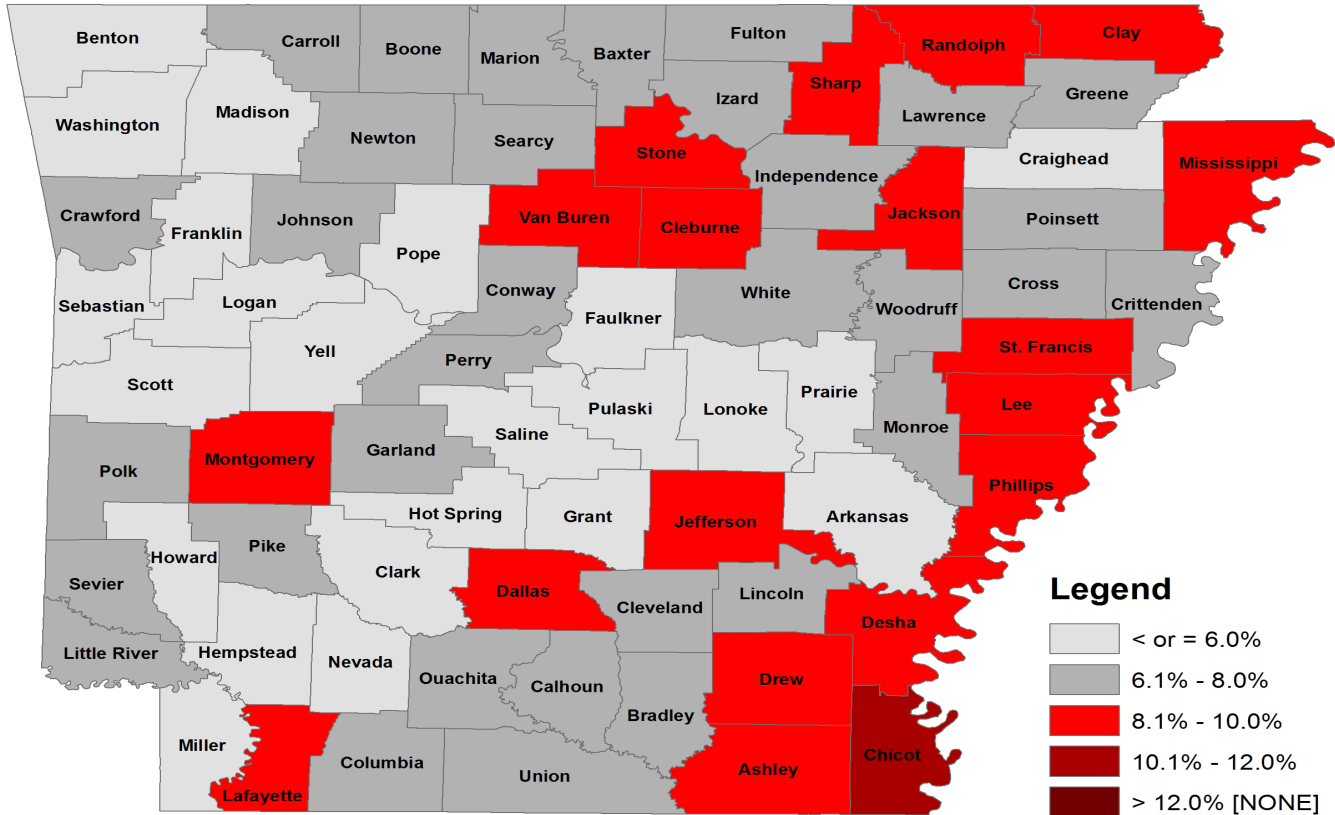 Benton
Carroll
Boone
Marion
Baxter
Fulton
Randolph
Clay
Sharp
Izard
Greene
Washington
Madison
Newton
Searcy
Stone
Lawrence
Independence
Craighead
Mississippi
Crawford
Franklin
Johnson
Pope
Van Buren
Cleburne
Jackson
Poinsett
Sebastian
Logan
Conway
White
Woodruff
Cross
Crittenden
Faulkner
Yell
Perry
St. Francis
Scott
Saline
Pulaski
Lonoke
Prairie
Monroe
Lee
Polk
Montgomery
Garland
Phillips
Hot Spring
Grant
Jefferson
Arkansas
Howard
Pike
Clark
Sevier
Dallas
Cleveland
Lincoln
Desha
Little River
Hempstead
Nevada
Ouachita
Calhoun
Bradley
Drew
Miller
Lafayette
Columbia
Union
Ashley
Chicot
Legend
< or = 6.0%
6.1% - 8.0%
8.1% - 10.0%
10.1% - 12.0%
> 12.0% [NONE]